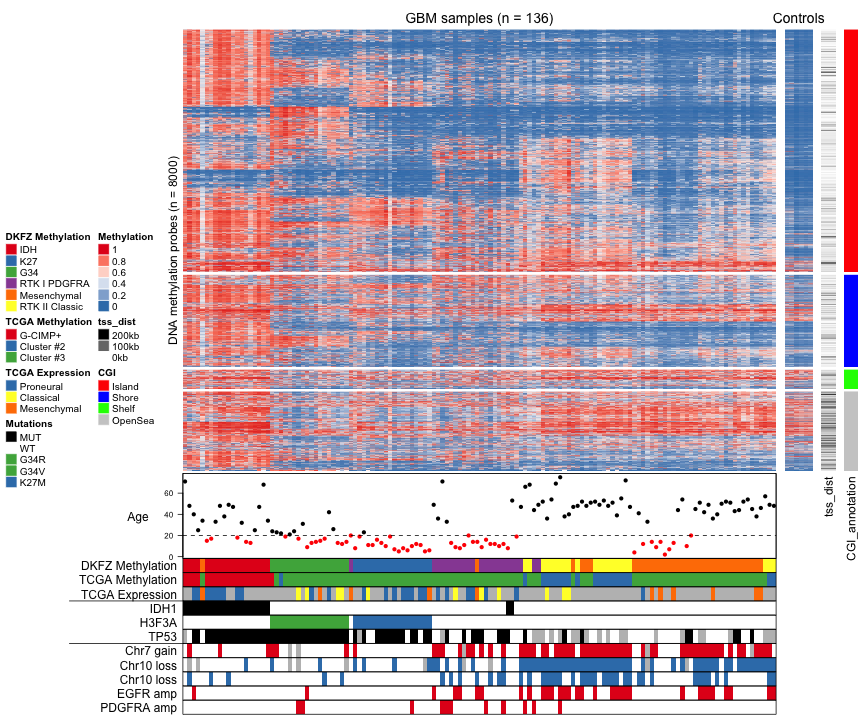 GBM samples (n = 136)
Controls
DNA methylation probes (n = 8000)
DKFZ Methylation
IDH
K27
G34
RTK I PDGFRA
Mesenchymal
RTK II Classic
Methylation
1
0.8
0.6
0.4
0.2
0
TCGA Methylation
G-CIMP+
Cluster #2
Cluster #3
tss_dist
200kb
100kb
0kb
TCGA Expression
Proneural
Classical
Mesenchymal
CGI
Island
Shore
Shelf
OpenSea
Mutations
MUT
WT
G34R
G34V
K27M
tss_dist
CGI_annotation
Age
60
40
20
0
DKFZ Methylation
TCGA Methylation
TCGA Expression
IDH1
H3F3A
TP53
Chr7 gain
Chr10 loss
Chr10 loss
EGFR amp
PDGFRA amp